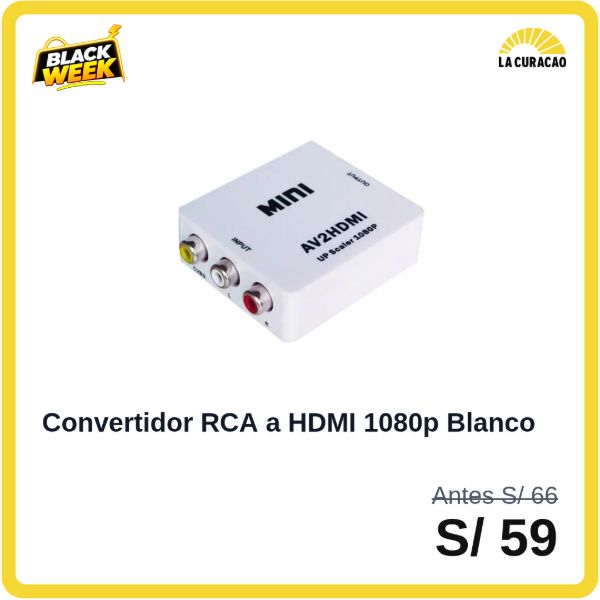 BLACK
WEEK
LA CURACAO
OUTPUT
MINI
AV2HDMI
UP Scaler 1080P
INPUT
CVBS
L
R
Convertidor RCA a HDMI 1080p Blanco
Antes S/ 66
S/ 59